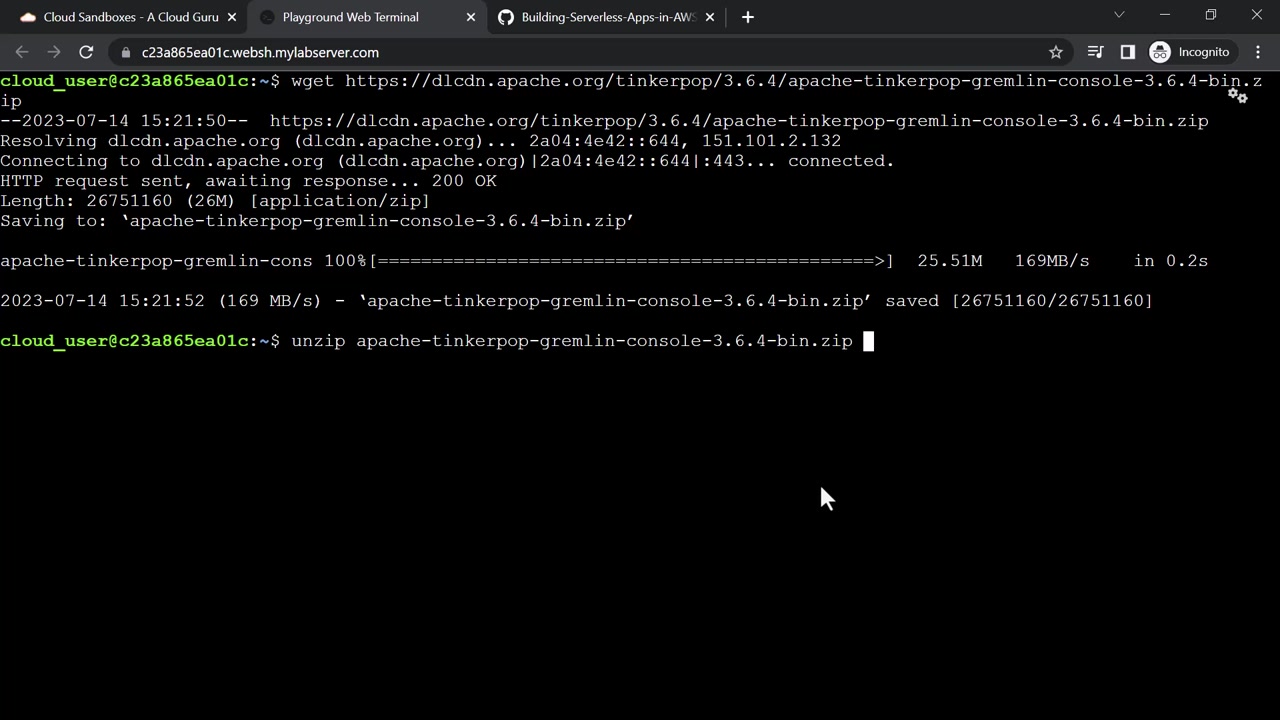 Cloud Sandboxes - A Cloud Guru
Playground Web Terminal
Building-Serverless-Apps-in-AWS
c23a865ea01c.websh.mylabserver.com
Incognito
cloud_user@c23a865ea01c:~$ wget https://dlcdn.apache.org/tinkerpop/3.6.4/apache-tinkerpop-gremlin-console-3.6.4-bin.z
ip
--2023-07-14 15:21:50--  https://dlcdn.apache.org/tinkerpop/3.6.4/apache-tinkerpop-gremlin-console-3.6.4-bin.zip
Resolving dlcdn.apache.org (dlcdn.apache.org)... 2a04:4e42::644, 151.101.2.132
Connecting to dlcdn.apache.org (dlcdn.apache.org)|2a04:4e42::644|:443... connected.
HTTP request sent, awaiting response... 200 OK
Length: 26751160 (26M) [application/zip]
Saving to: ‘apache-tinkerpop-gremlin-console-3.6.4-bin.zip’
apache-tinkerpop-gremlin-cons 100%[==============================================>]  25.51M   169MB/s    in 0.2s
2023-07-14 15:21:52 (169 MB/s) - ‘apache-tinkerpop-gremlin-console-3.6.4-bin.zip’ saved [26751160/26751160]
cloud_user@c23a865ea01c:~$ unzip apache-tinkerpop-gremlin-console-3.6.4-bin.zip